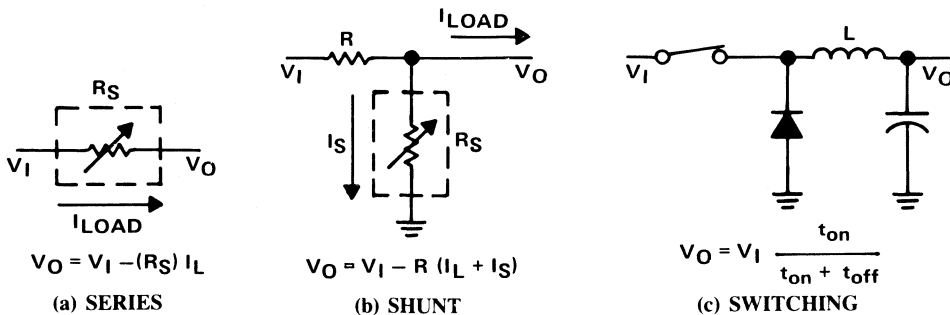 RS
VI
VO
ILOAD
VO = VI –(RS) IL
(a) SERIES
ILOAD
R
VI
VO
IS
RS
VO = VI – R (IL + IS)
(b) SHUNT
L
VI
VO
VO = VI ton / ton + toff
(c) SWITCHING